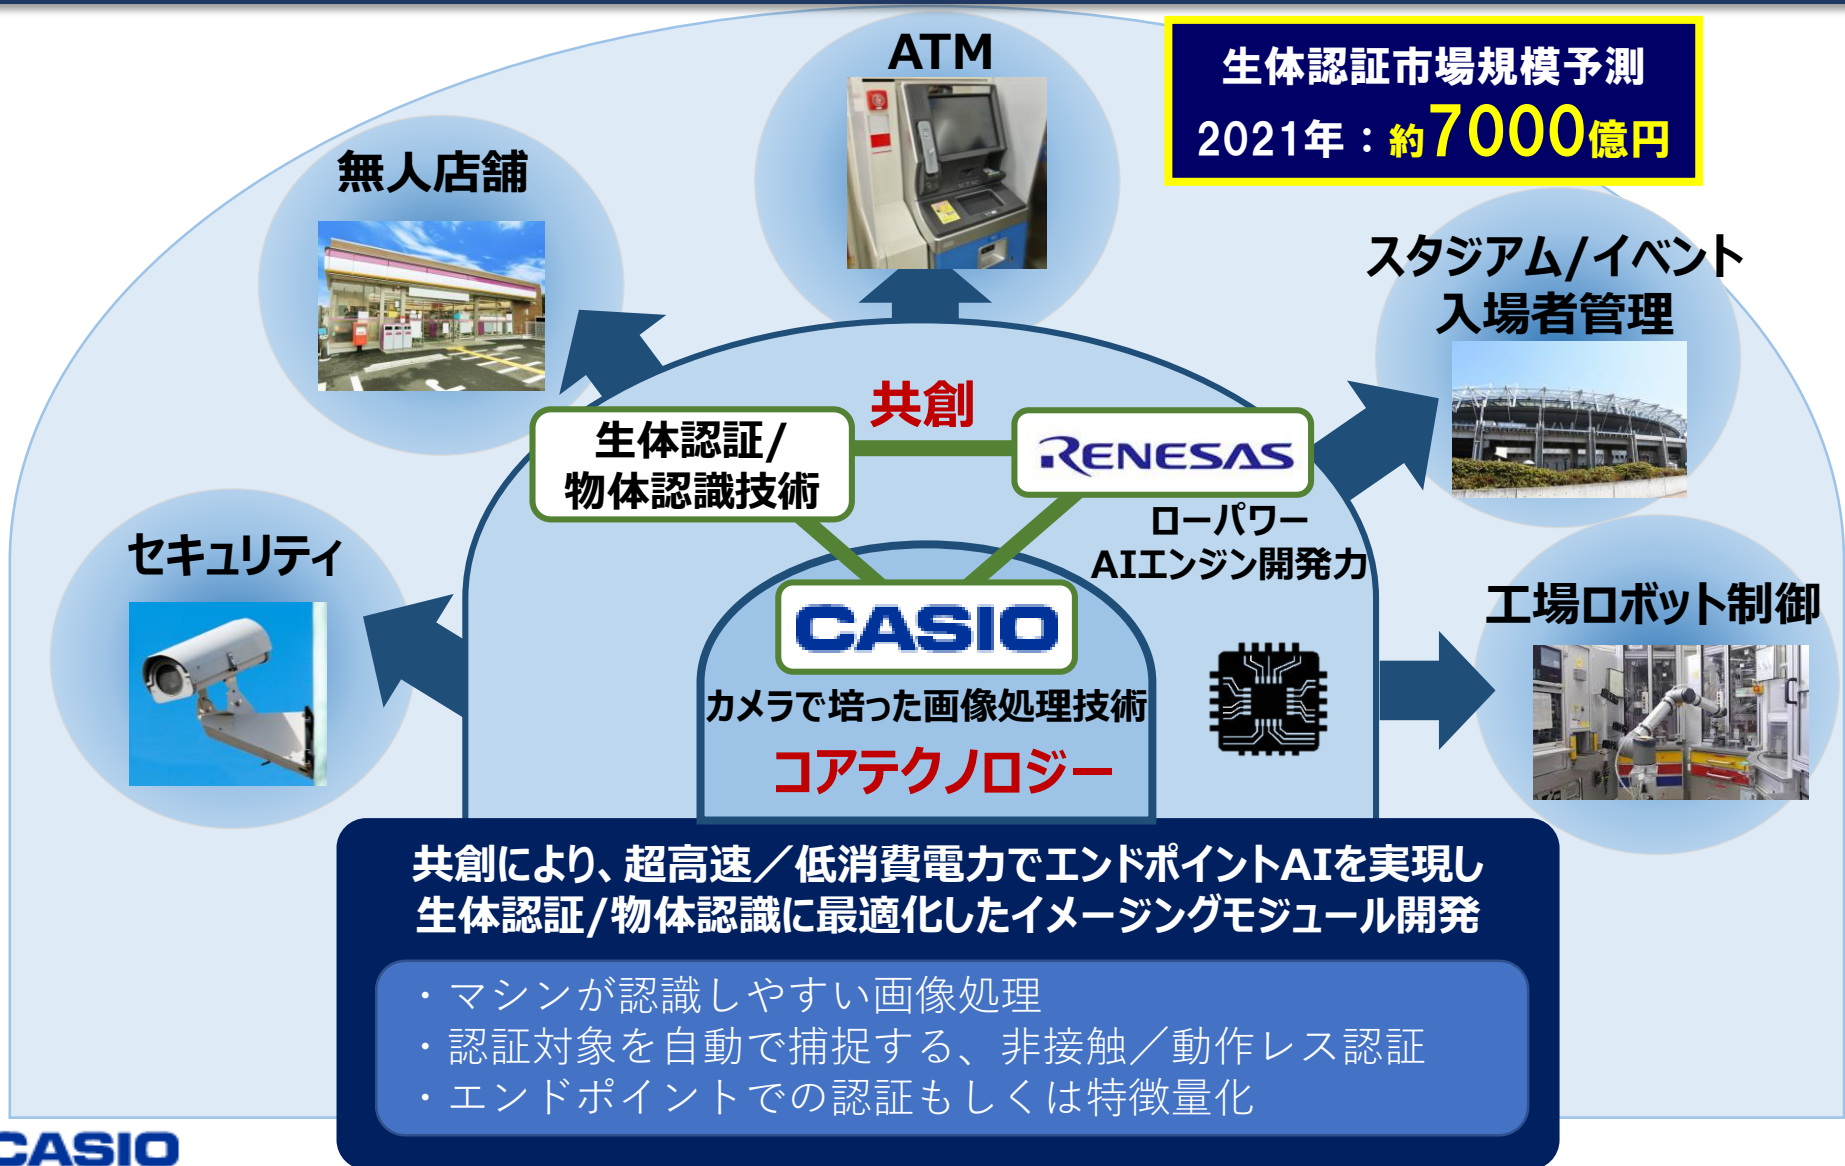 ATM
生体認証市場規模予測
2021年：約7000億円
無人店舗
スタジアム/イベント
入場者管理
共創
生体認証/
物体認識技術
RENESAS
ローパワー
AIエンジン開発力
セキュリティ
工場ロボット制御
CASIO
カメラで培った画像処理技術
コアテクノロジー
共創により、超高速／低消費電力でエンドポイントAIを実現し
生体認証/物体認識に最適化したイメージングモジュール開発
・マシンが認識しやすい画像処理
・認証対象を自動で捕捉する、非接触／動作レス認証
・エンドポイントでの認証もしくは特徴量化
CASIO